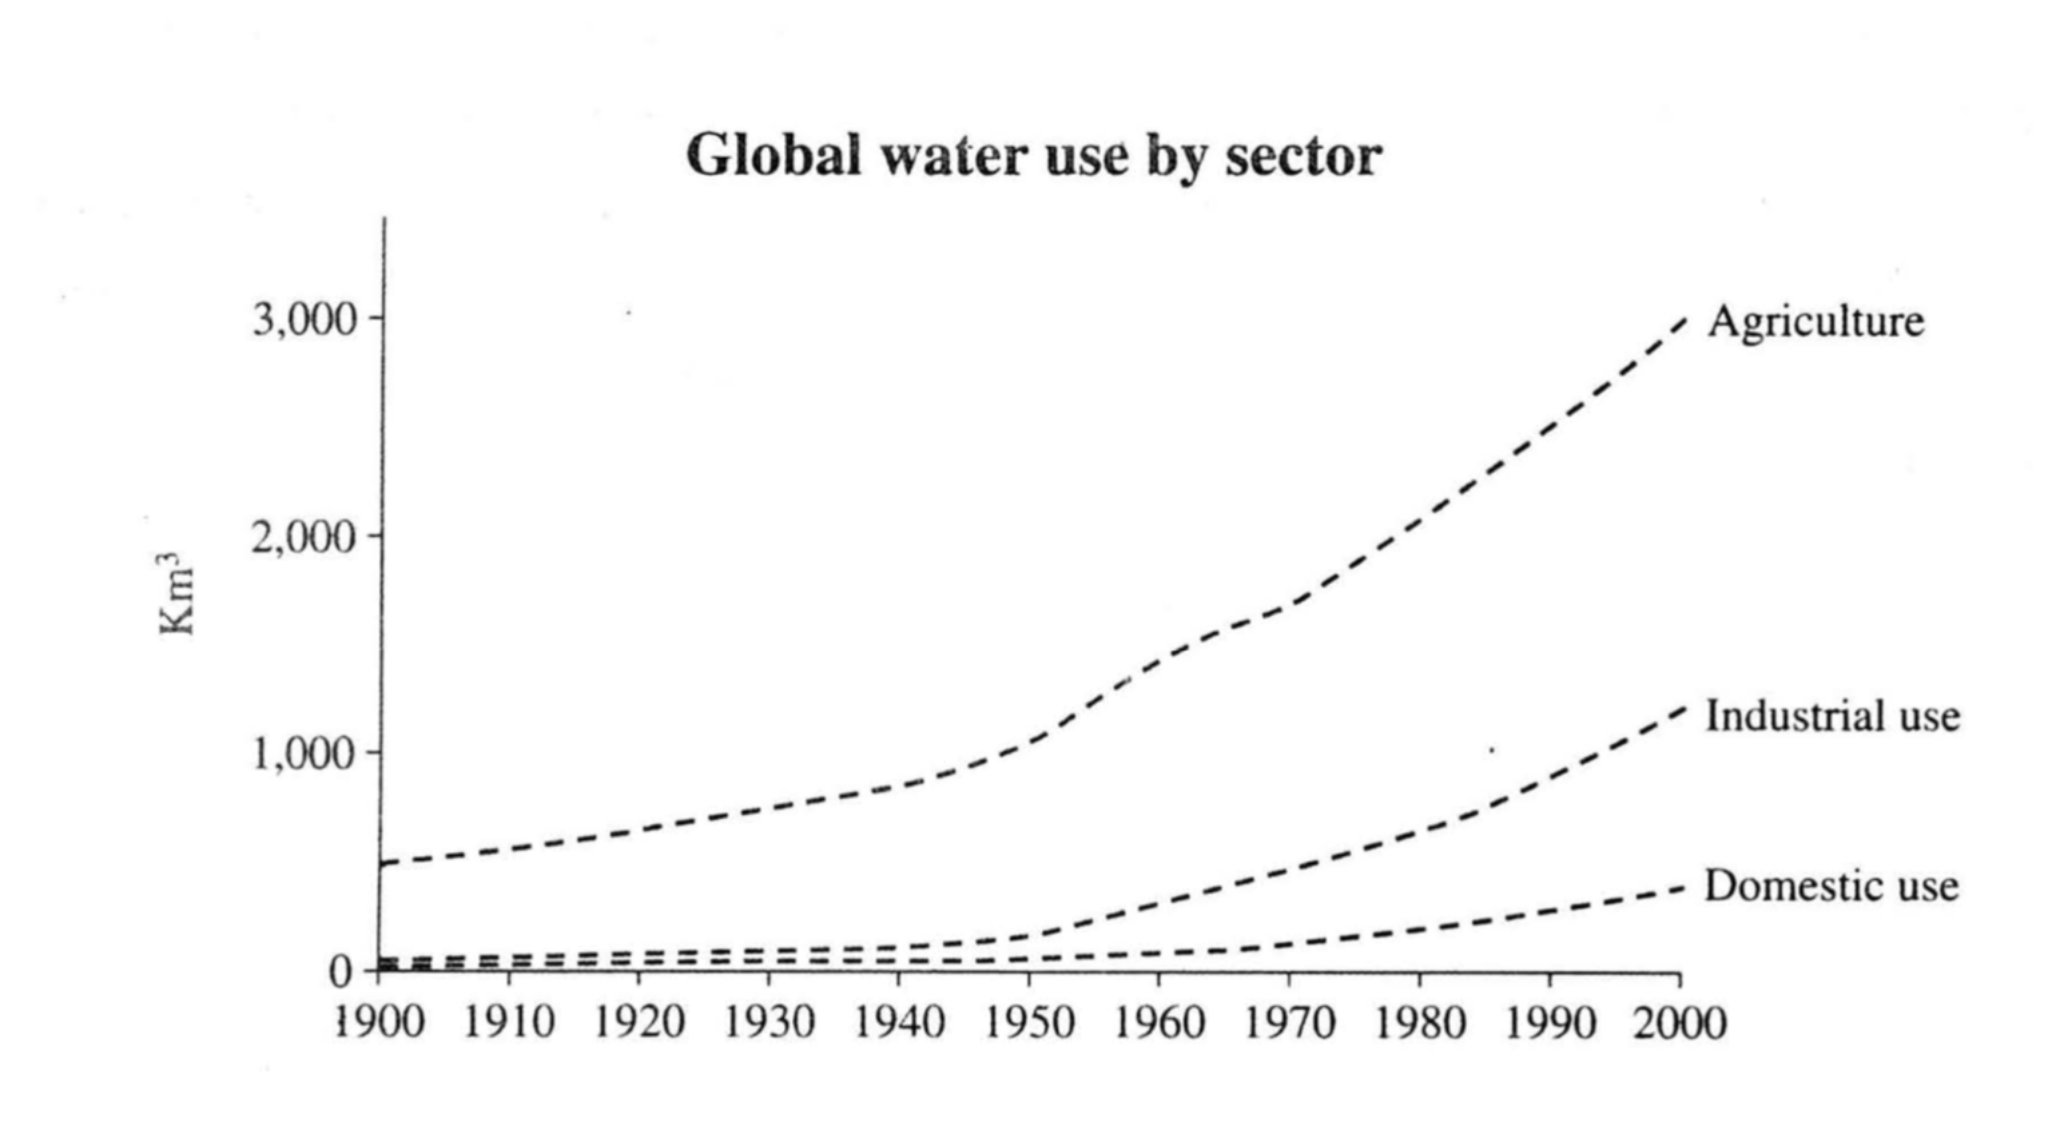 Global water use by sector
3,000
Agriculture
2,000
Km³
1,000
Industrial use
Domestic use
0
1900 1910 1920 1930 1940 1950 1960 1970 1980 1990 2000